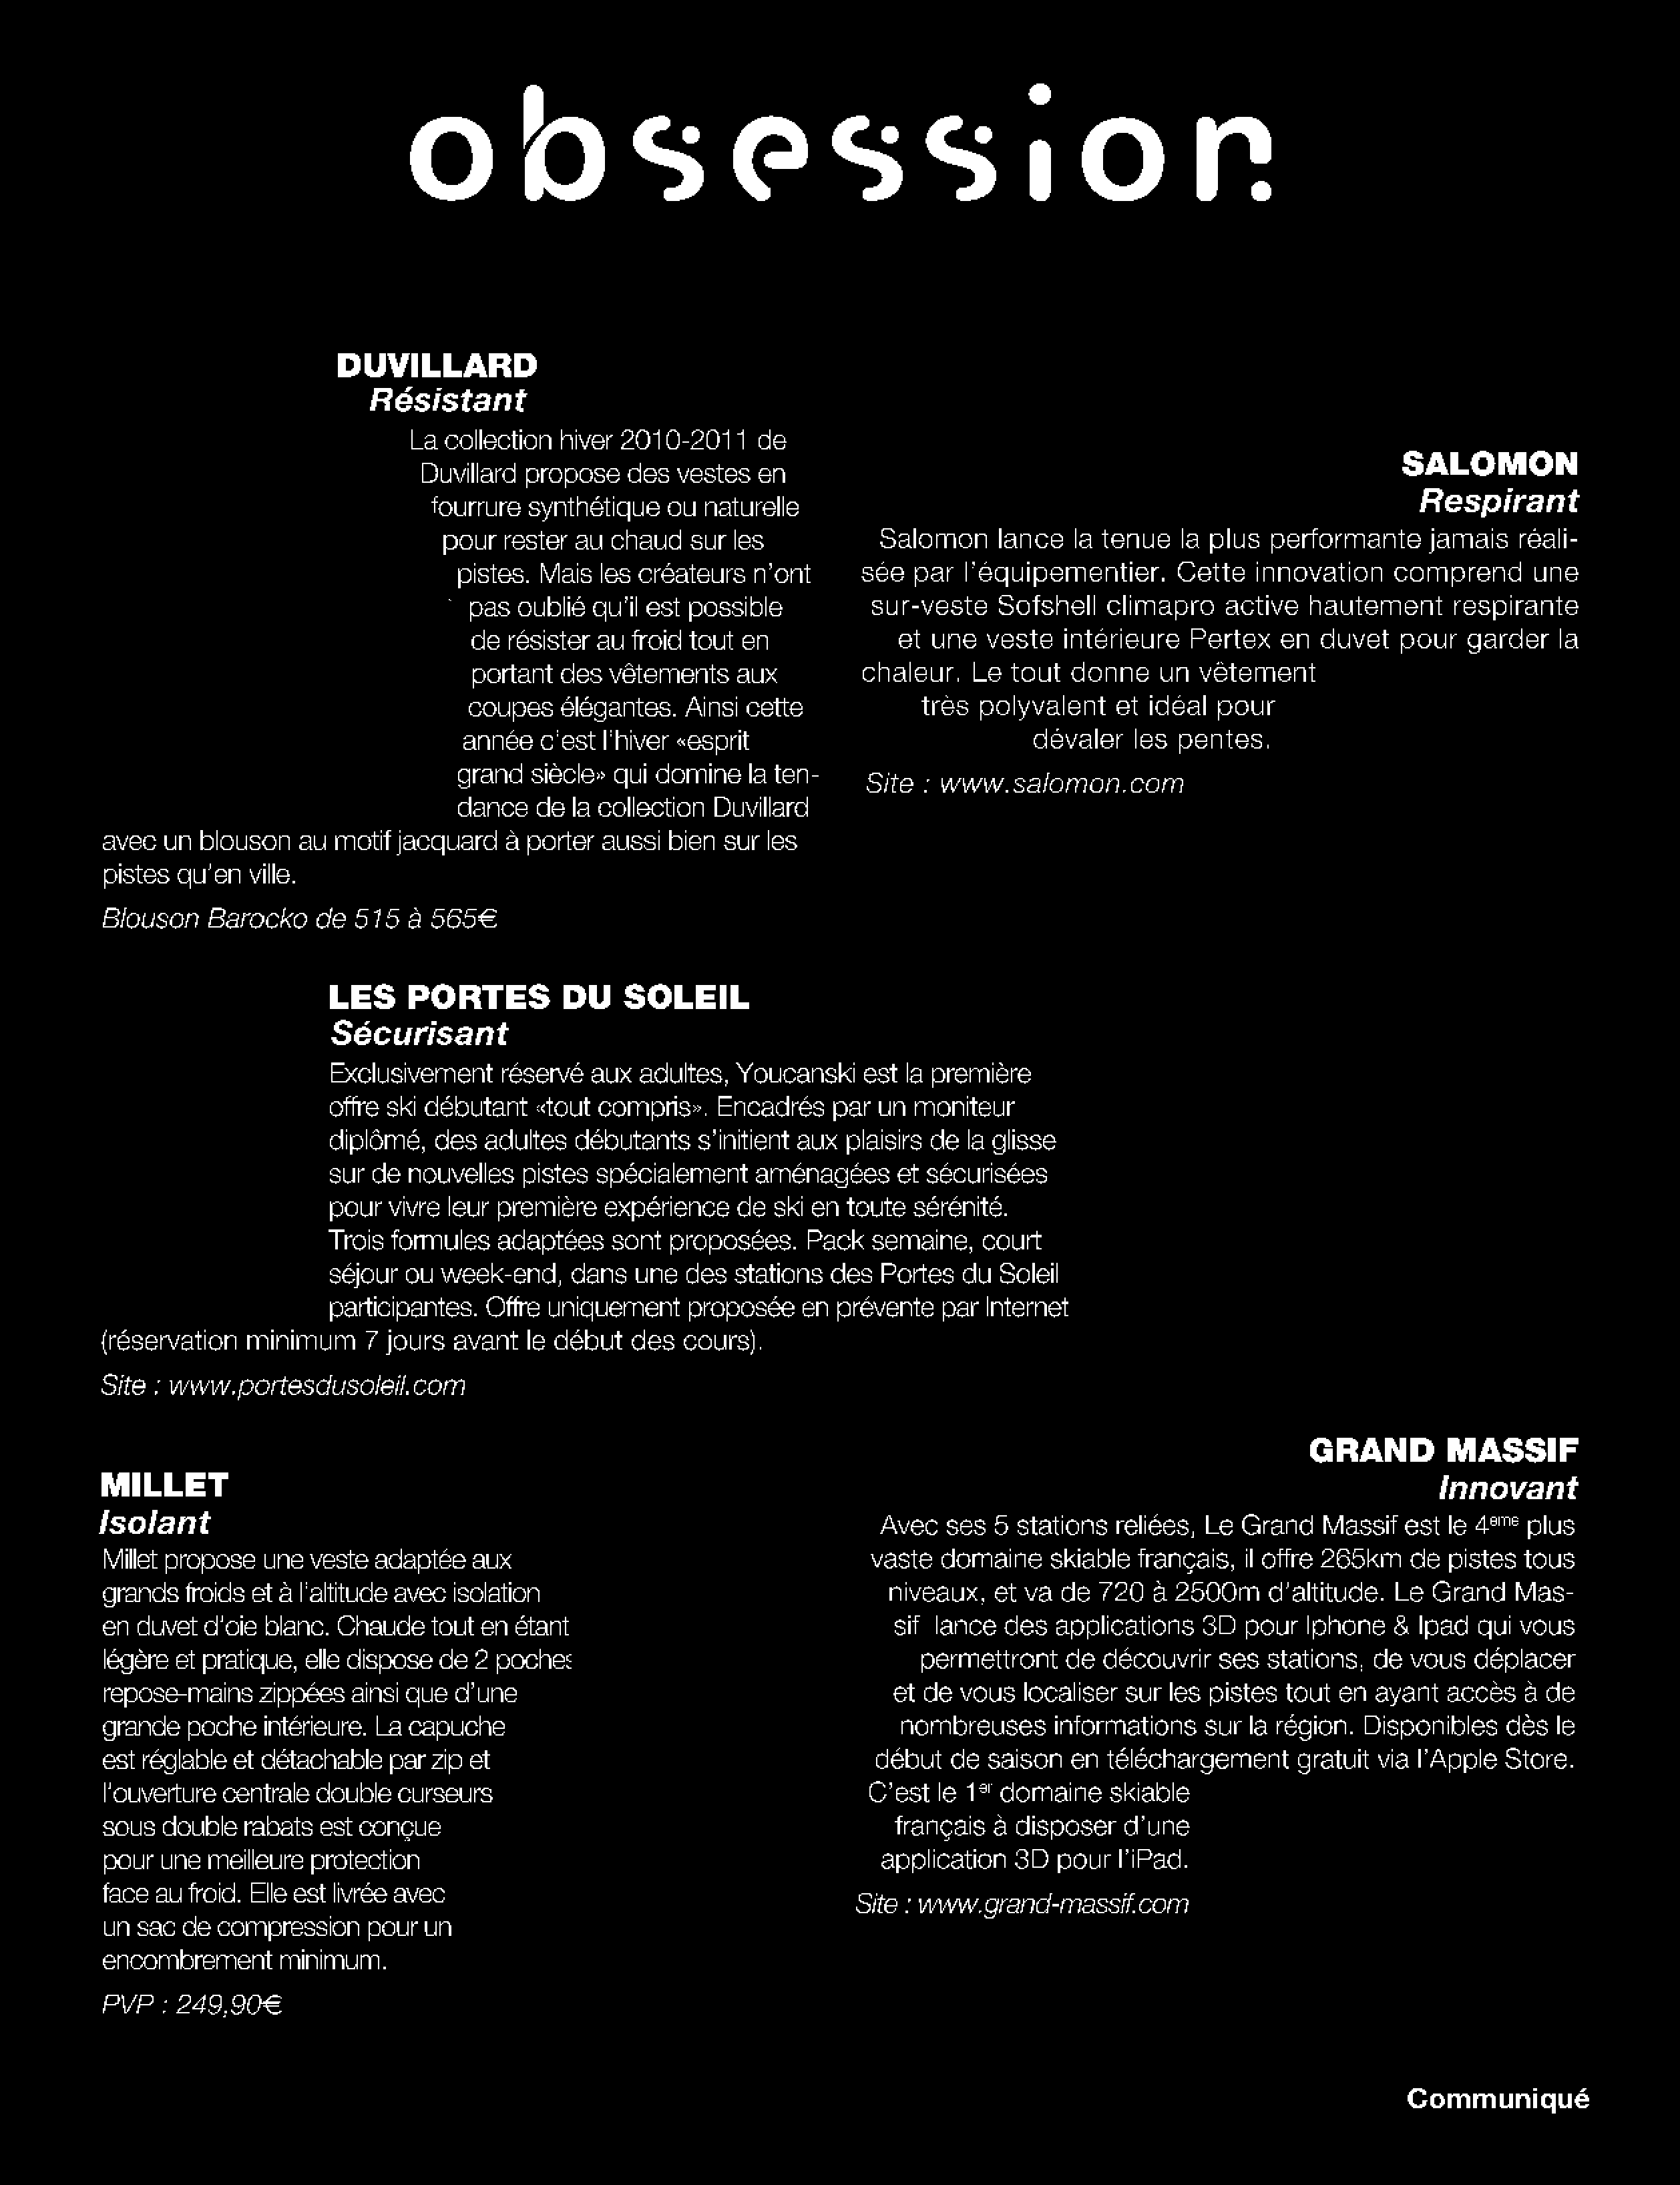 obsession
DUVILLARD
Résistant
La collection hiver 2010-2011 de
Duvillard propose des vestes en
fourrure synthétique ou naturelle
pour rester au chaud sur les
pistes. Mais les créateurs n'ont
pas oublié qu'il est possible
de résister au froid tout en
portant des vêtements aux
coupes élégantes. Ainsi cette
année c'est l'hiver «esprit
grand siècle» qui domine la ten-
dance de la collection Duvillard
avec un blouson au motif jacquard à porter aussi bien sur les
pistes qu'en ville.
Blouson Barocko de 515 à 565€
SALOMON
Respirant
Salomon lance la tenue la plus performante jamais réali-
sée par l'équipementier. Cette innovation comprend une
sur-veste Sofshell climapro active hautement respirante
et une veste intérieure Pertex en duvet pour garder la
chaleur. Le tout donne un vêtement
très polyvalent et idéal pour
dévaler les pentes.
Site : www.salomon.com
LES PORTES DU SOLEIL
Sécurisant
Exclusivement réservé aux adultes, Youcanski est la première
offre ski débutant «tout compris». Encadrés par un moniteur
diplômé, des adultes débutants s'initient aux plaisirs de la glisse
sur de nouvelles pistes spécialement aménagées et sécurisées
pour vivre leur première expérience de ski en toute sérénité.
Trois formules adaptées sont proposées. Pack semaine, court
séjour ou week-end, dans une des stations des Portes du Soleil
participantes. Offre uniquement proposée en prévente par Internet
(réservation minimum 7 jours avant le début des cours).
Site : www.portesdusoleil.com
MILLET
Isolant
Millet propose une veste adaptée aux
grands froids et à l'altitude avec isolation
en duvet d'oie blanc. Chaude tout en étant
légère et pratique, elle dispose de 2 poches
repose-mains zippées ainsi que d'une
grande poche intérieure. La capuche
est réglable et détachable par zip et
l'ouverture centrale double curseurs
sous double rabats est conçue
pour une meilleure protection
face au froid. Elle est livrée avec
un sac de compression pour un
encombrement minimum.
PVP : 249,90€
GRAND MASSIF
Innovant
Avec ses 5 stations reliées, Le Grand Massif est le 4eme plus
vaste domaine skiable français, il offre 265km de pistes tous
niveaux, et va de 720 à 2500m d'altitude. Le Grand Mas-
sif lance des applications 3D pour Iphone & Ipad qui vous
permettront de découvrir ses stations, de vous déplacer
et de vous localiser sur les pistes tout en ayant accès à de
nombreuses informations sur la région. Disponibles dès le
début de saison en téléchargement gratuit via l'Apple Store.
C'est le 1er domaine skiable
français à disposer d'une
application 3D pour l'iPad.
Site : www.grand-massif.com
Communiqué